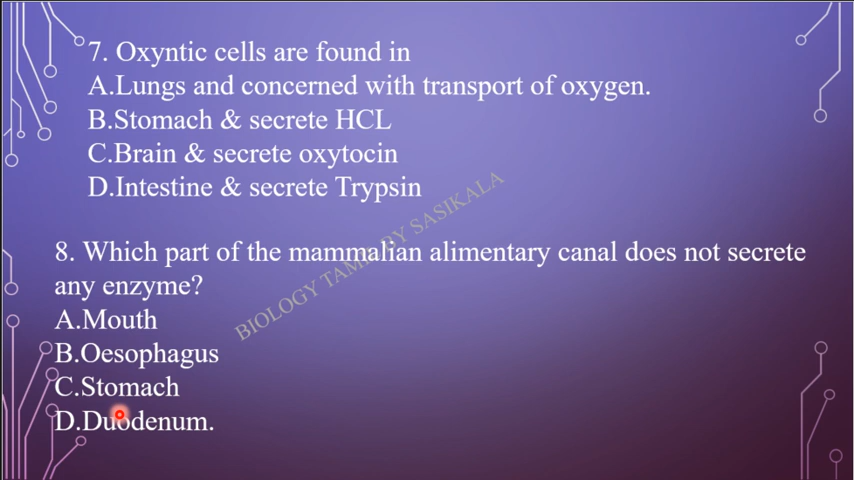 7. Oxyntic cells are found in
A.Lungs and concerned with transport of oxygen.
B.Stomach & secrete HCL
C.Brain & secrete oxytocin
D.Intestine & secrete Trypsin
BIOLOGY TAMIL BY SASIKALA
8. Which part of the mammalian alimentary canal does not secrete
any enzyme?
A.Mouth
B.Oesophagus
C.Stomach
D.Duodenum.